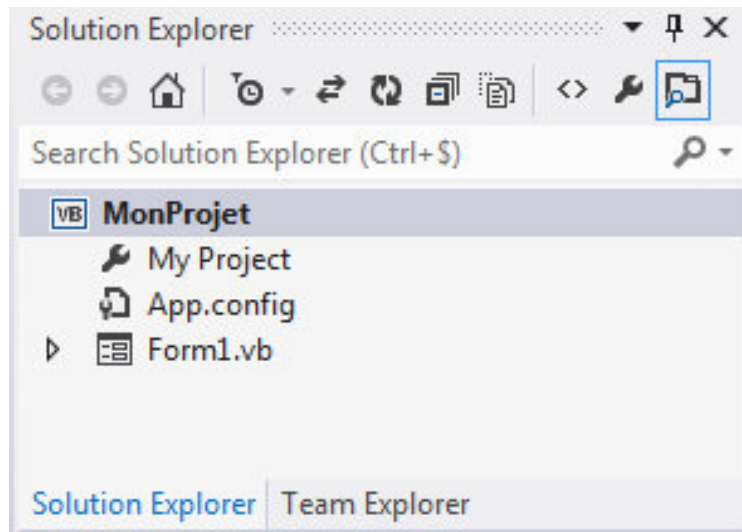 Solution Explorer
Search Solution Explorer (Ctrl+$)
VB MonProjet
My Project
App.config
Form1.vb
Solution Explorer Team Explorer